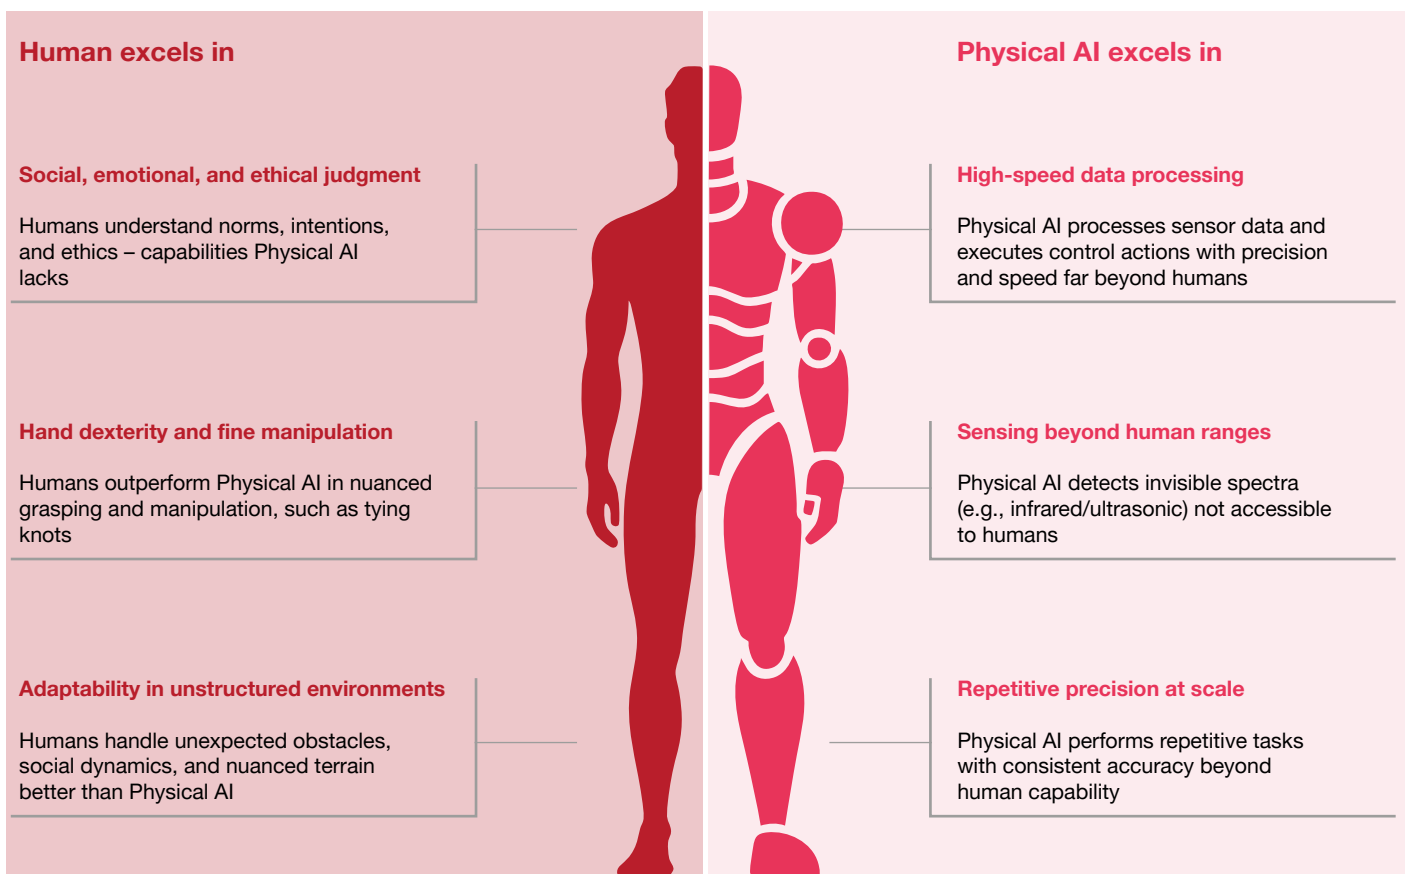 Human excels in
Social, emotional, and ethical judgment
Humans understand norms, intentions,
and ethics – capabilities Physical AI
lacks
Hand dexterity and fine manipulation
Humans outperform Physical AI in nuanced
grasping and manipulation, such as tying
knots
Adaptability in unstructured environments
Humans handle unexpected obstacles,
social dynamics, and nuanced terrain
better than Physical AI
Physical AI excels in
High-speed data processing
Physical AI processes sensor data and
executes control actions with precision
and speed far beyond humans
Sensing beyond human ranges
Physical AI detects invisible spectra
(e.g., infrared/ultrasonic) not accessible
to humans
Repetitive precision at scale
Physical AI performs repetitive tasks
with consistent accuracy beyond
human capability